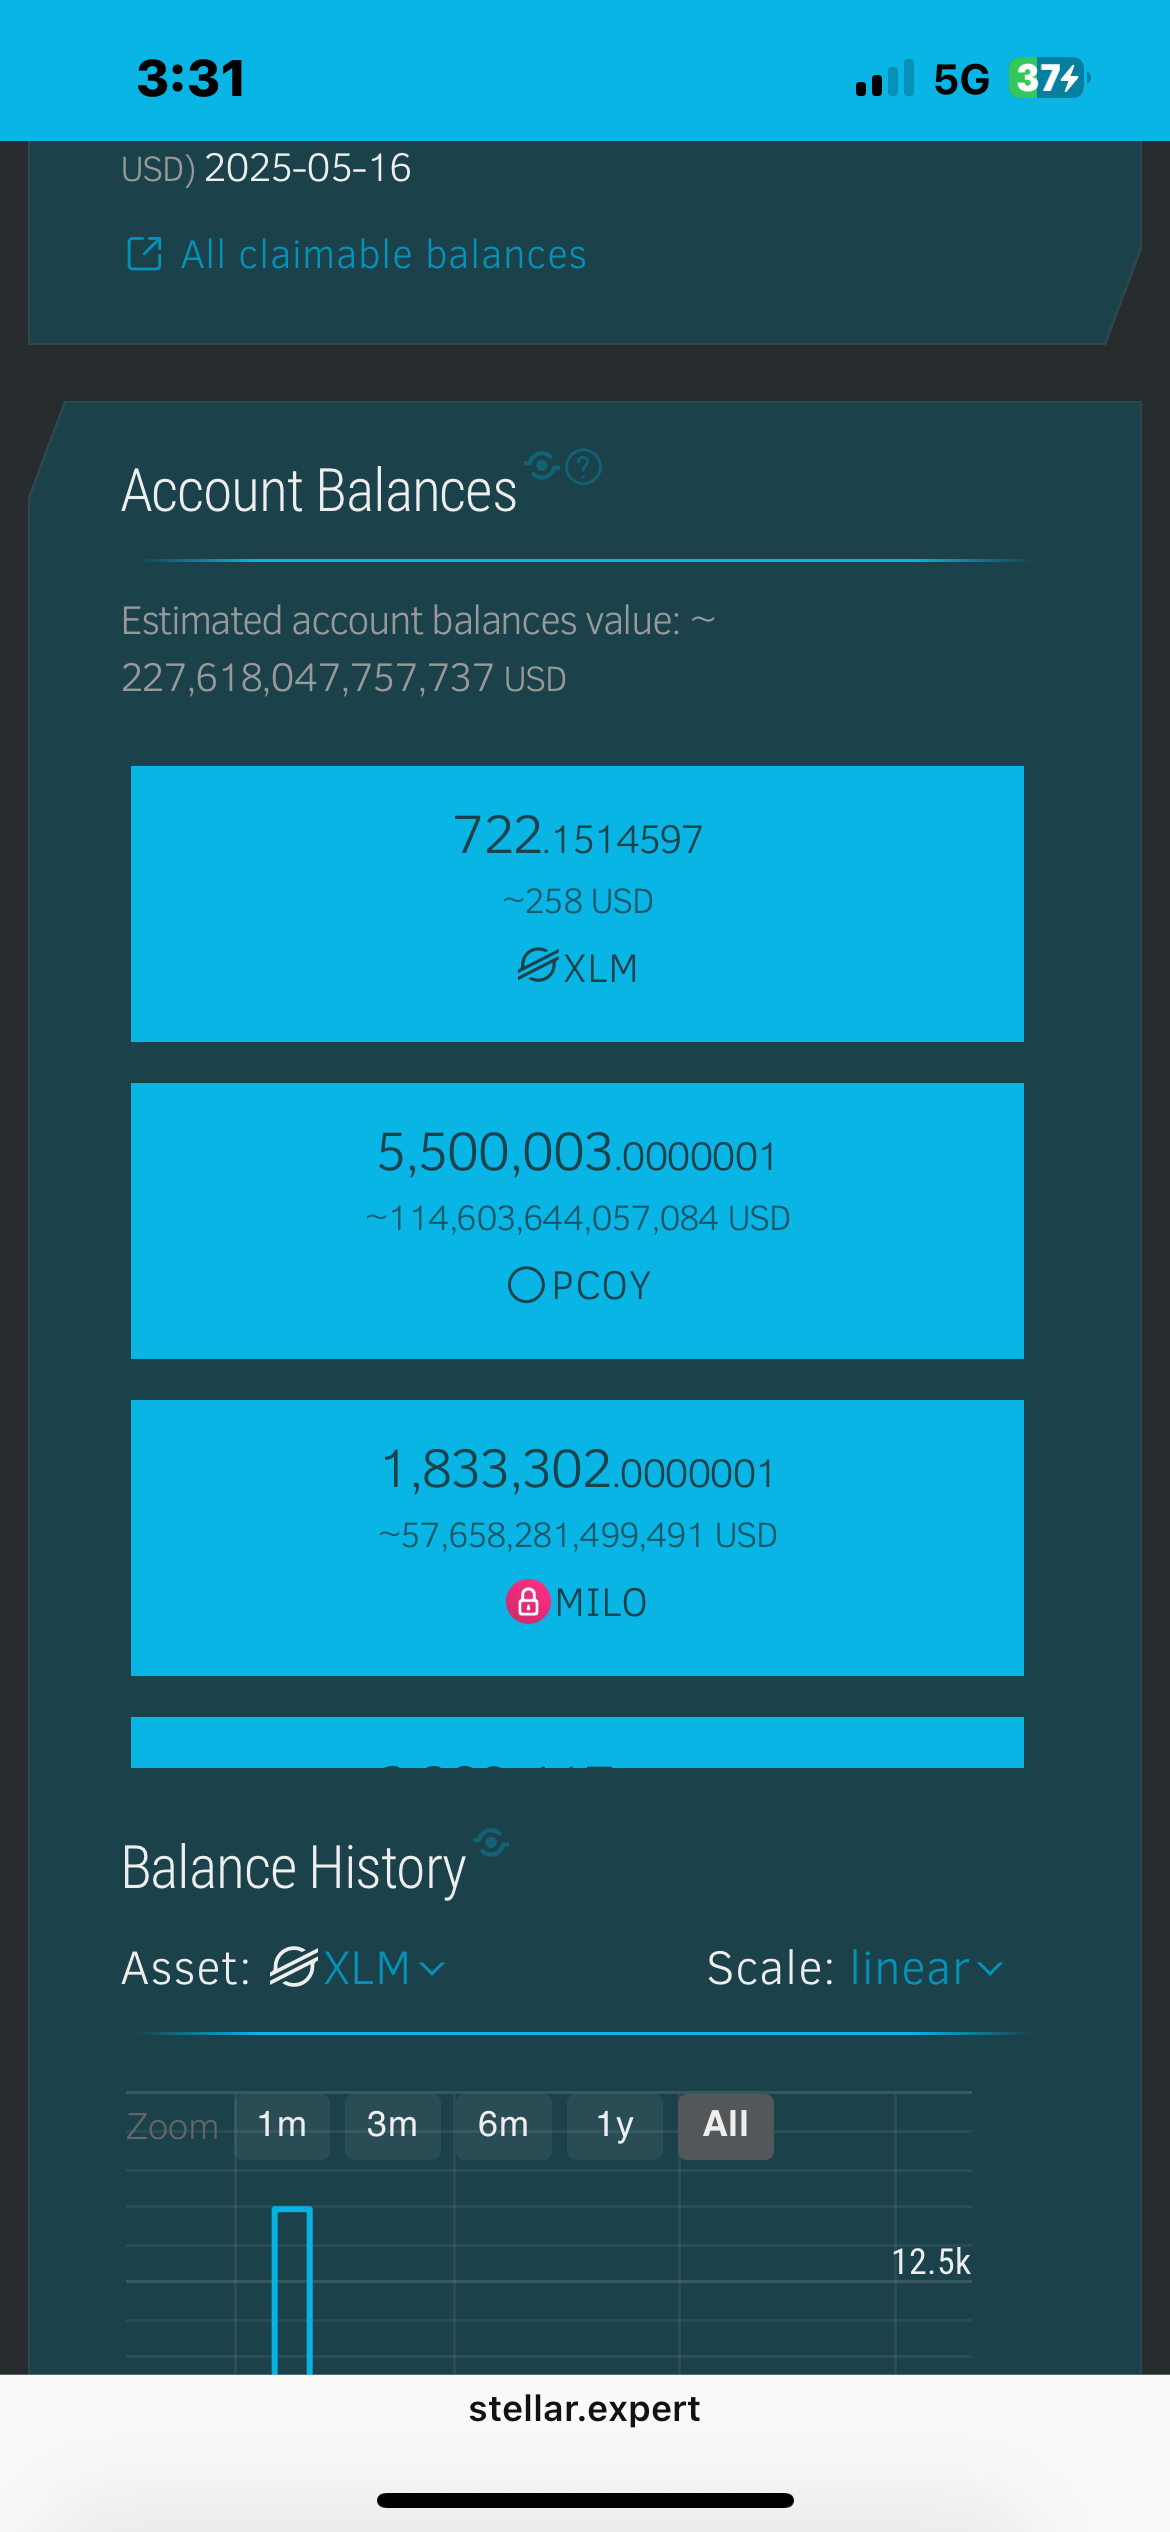 3:31
5G
37
USD) 2025-05-16
All claimable balances
Account Balances
?
Estimated account balances value: ~
227,618,047,757,737 USD
722.1514597
~258 USD
XLM
5,500,003.0000001
~114,603,644,057,084 USD
PCOY
1,833,302.0000001
~57,658,281,499,491 USD
MILO
Balance History
Asset: XLM
Scale: linear
Zoom 1m 3m 6m 1y All
12.5k
stellar.expert